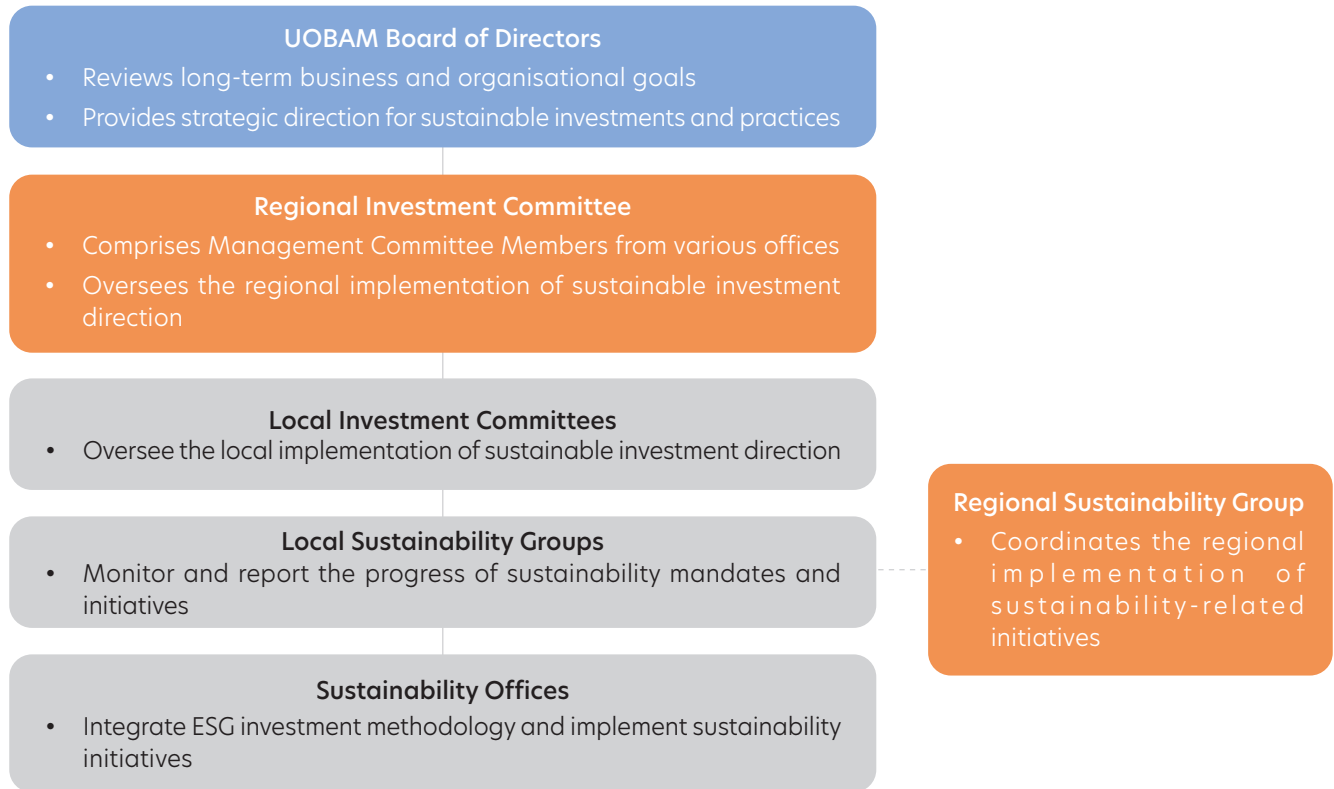 UOBAM Board of Directors
• Reviews long-term business and organisational goals
• Provides strategic direction for sustainable investments and practices
Regional Investment Committee
• Comprises Management Committee Members from various offices
• Oversees the regional implementation of sustainable investment
direction
Local Investment Committees
• Oversee the local implementation of sustainable investment direction
Local Sustainability Groups
• Monitor and report the progress of sustainability mandates and
initiatives
Regional Sustainability Group
• Coordinates the regional
implementation of
sustainability-related
initiatives
Sustainability Offices
• Integrate ESG investment methodology and implement sustainability
initiatives